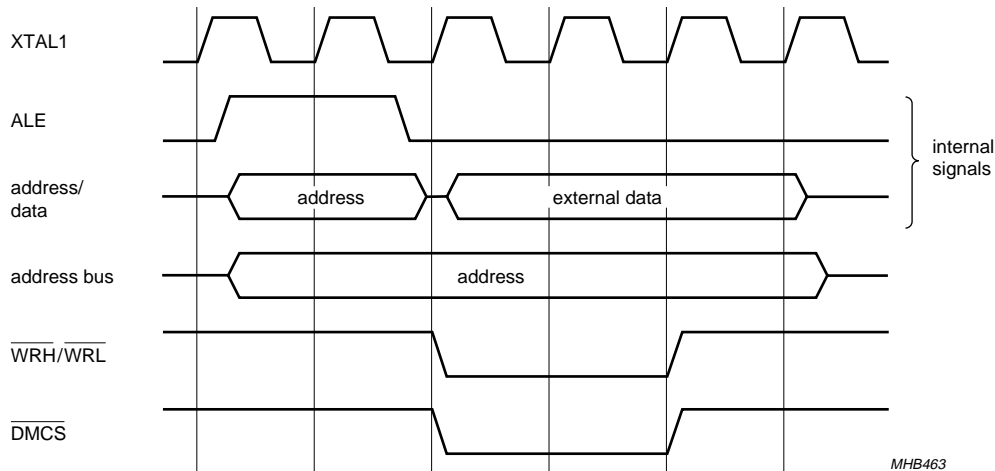 XTAL1
ALE
internal
signals
address/
data
address
external data
address bus
address
WRH/WRL
DMCS
MHB463